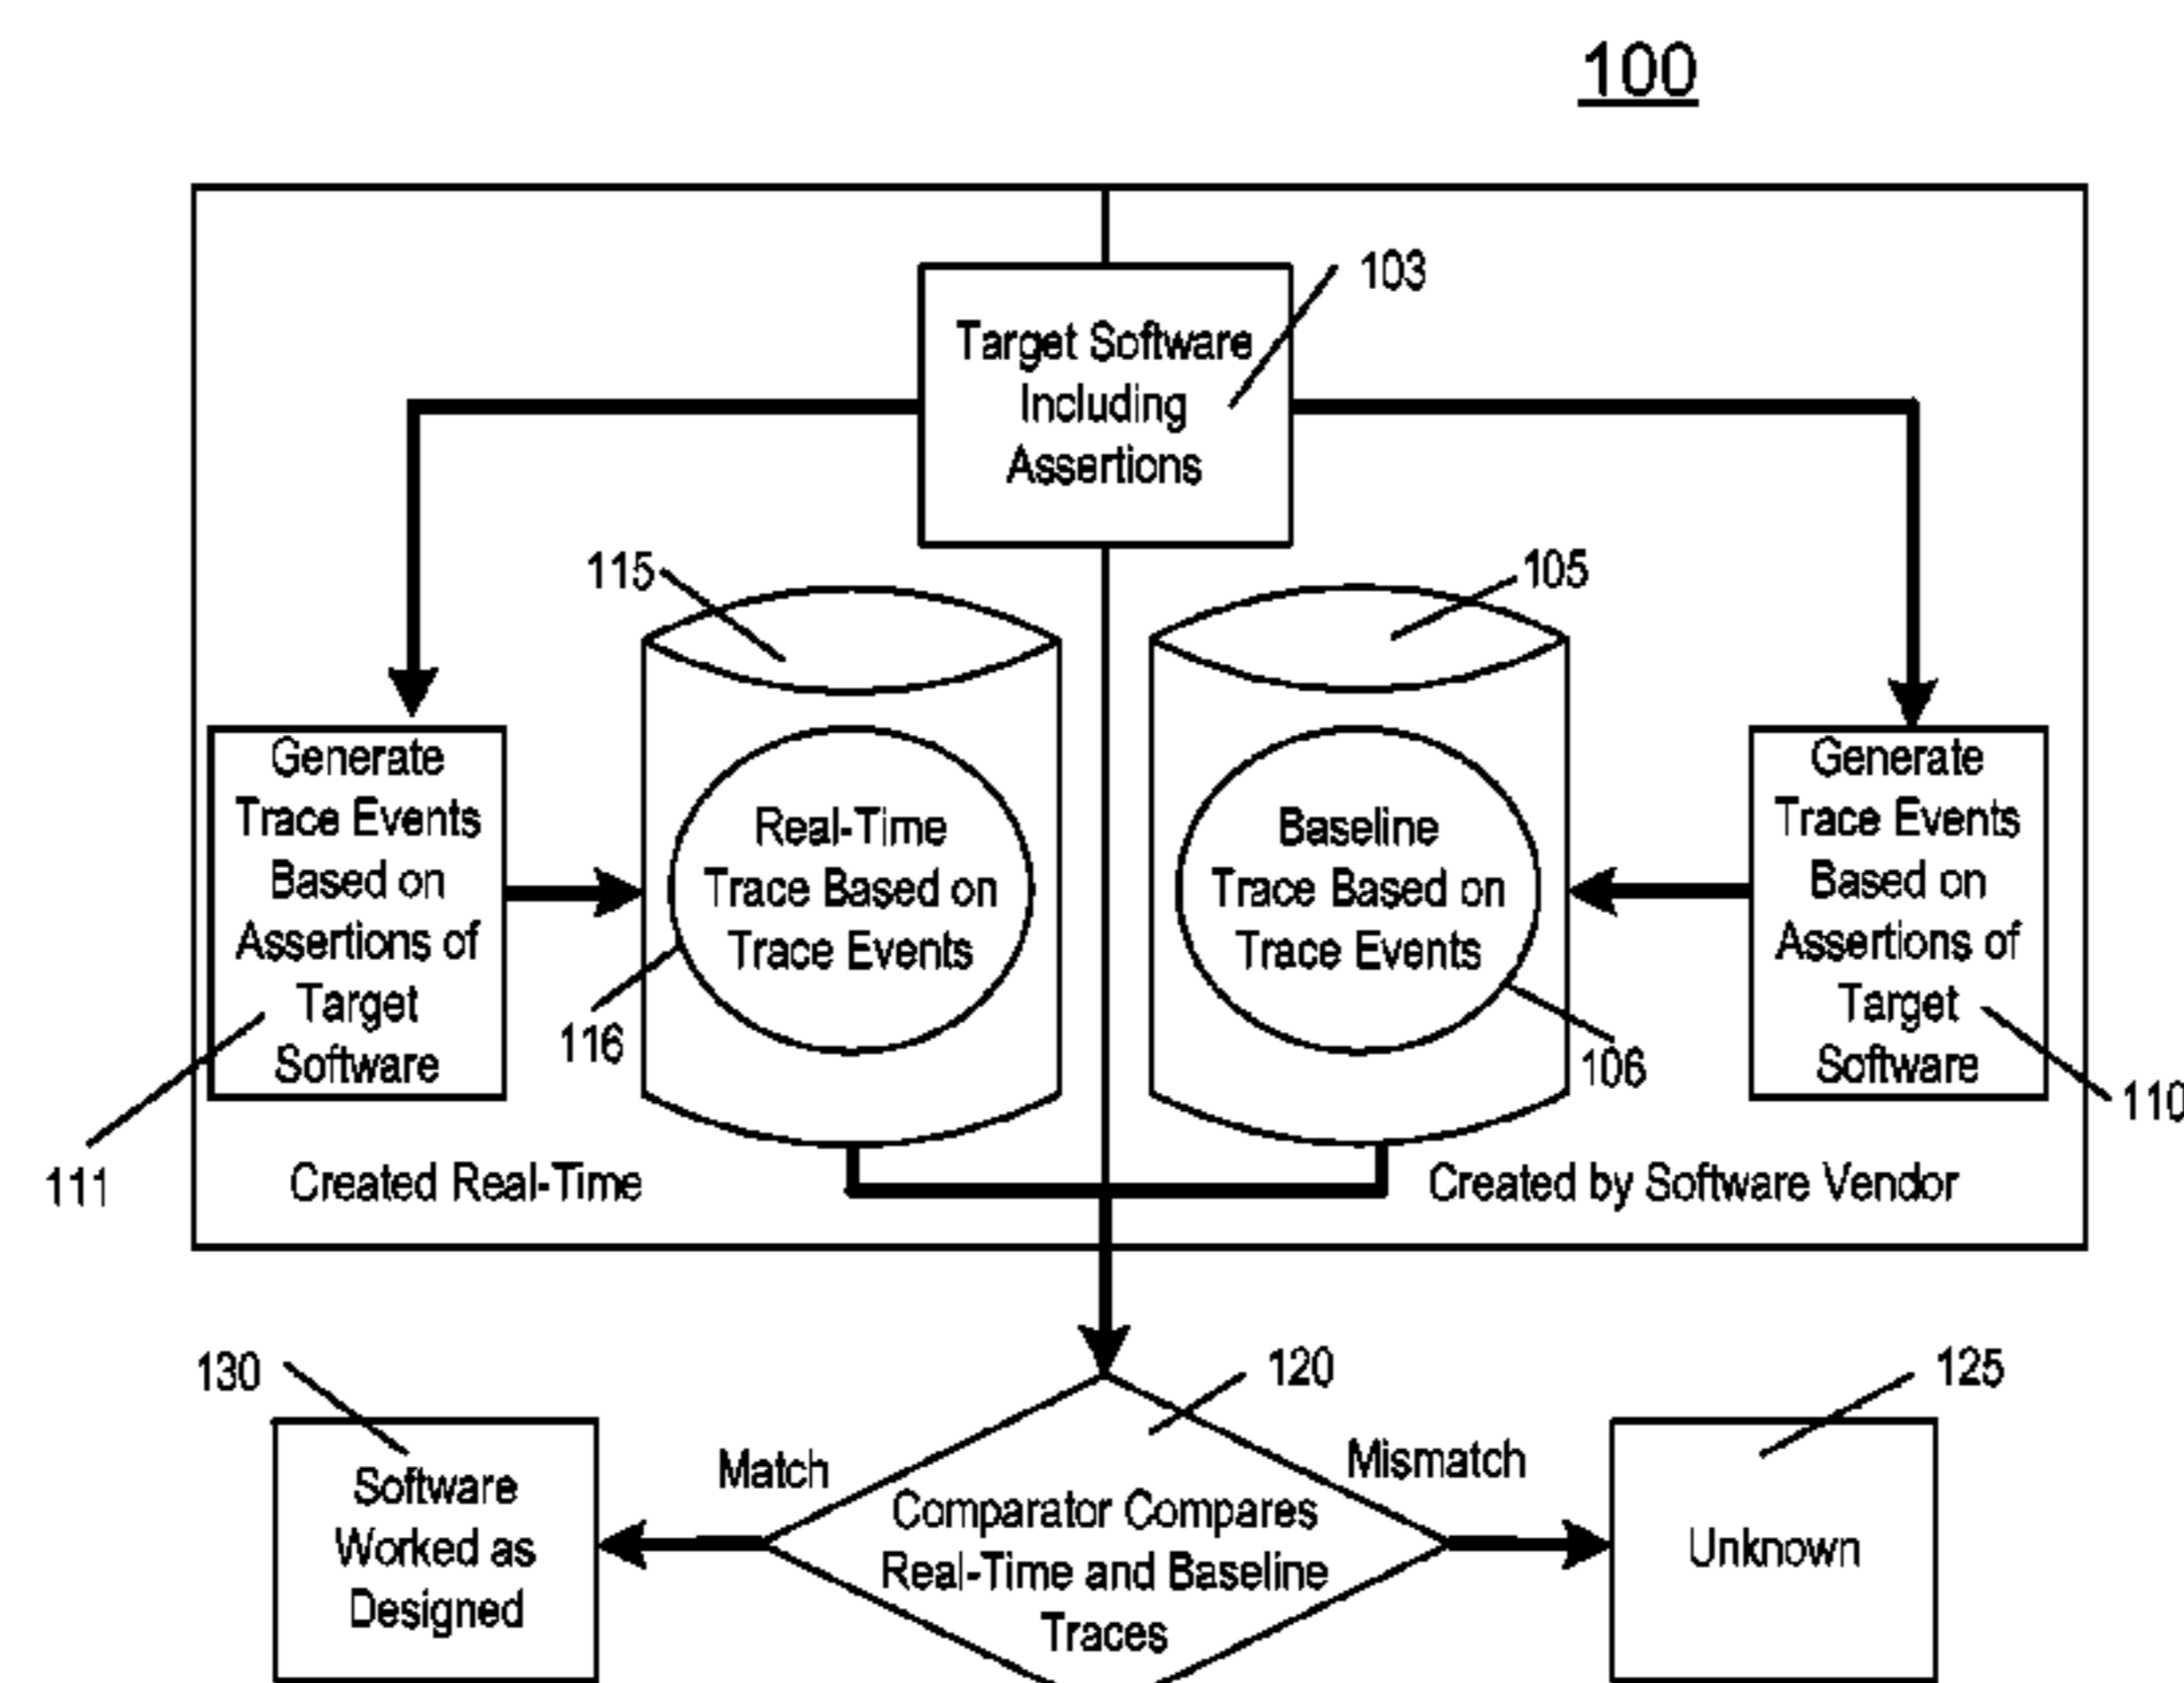 100
103
Target Software
Including
Assertions
115
105
Generate
Trace Events
Based on
Assertions of
Target
Software
Real-Time
Trace Based on
Trace Events
Baseline
Trace Based on
Trace Events
Generate
Trace Events
Based on
Assertions of
Target
Software
116
106
110
111
Created Real-Time
Created by Software Vendor
130
120
125
Match
Mismatch
Software
Worked as
Designed
Comparator Compares
Real-Time and Baseline
Traces
Unknown